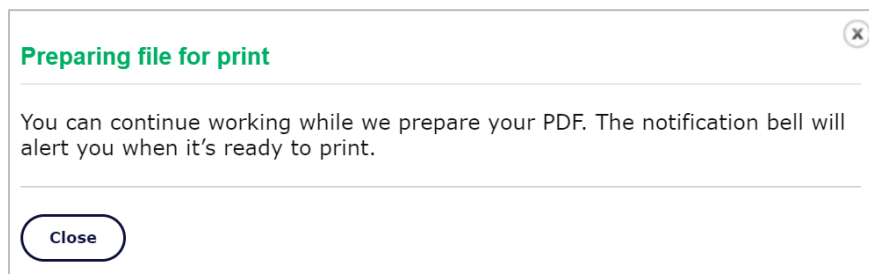 Preparing file for print
You can continue working while we prepare your PDF. The notification bell will
alert you when it’s ready to print.
Close